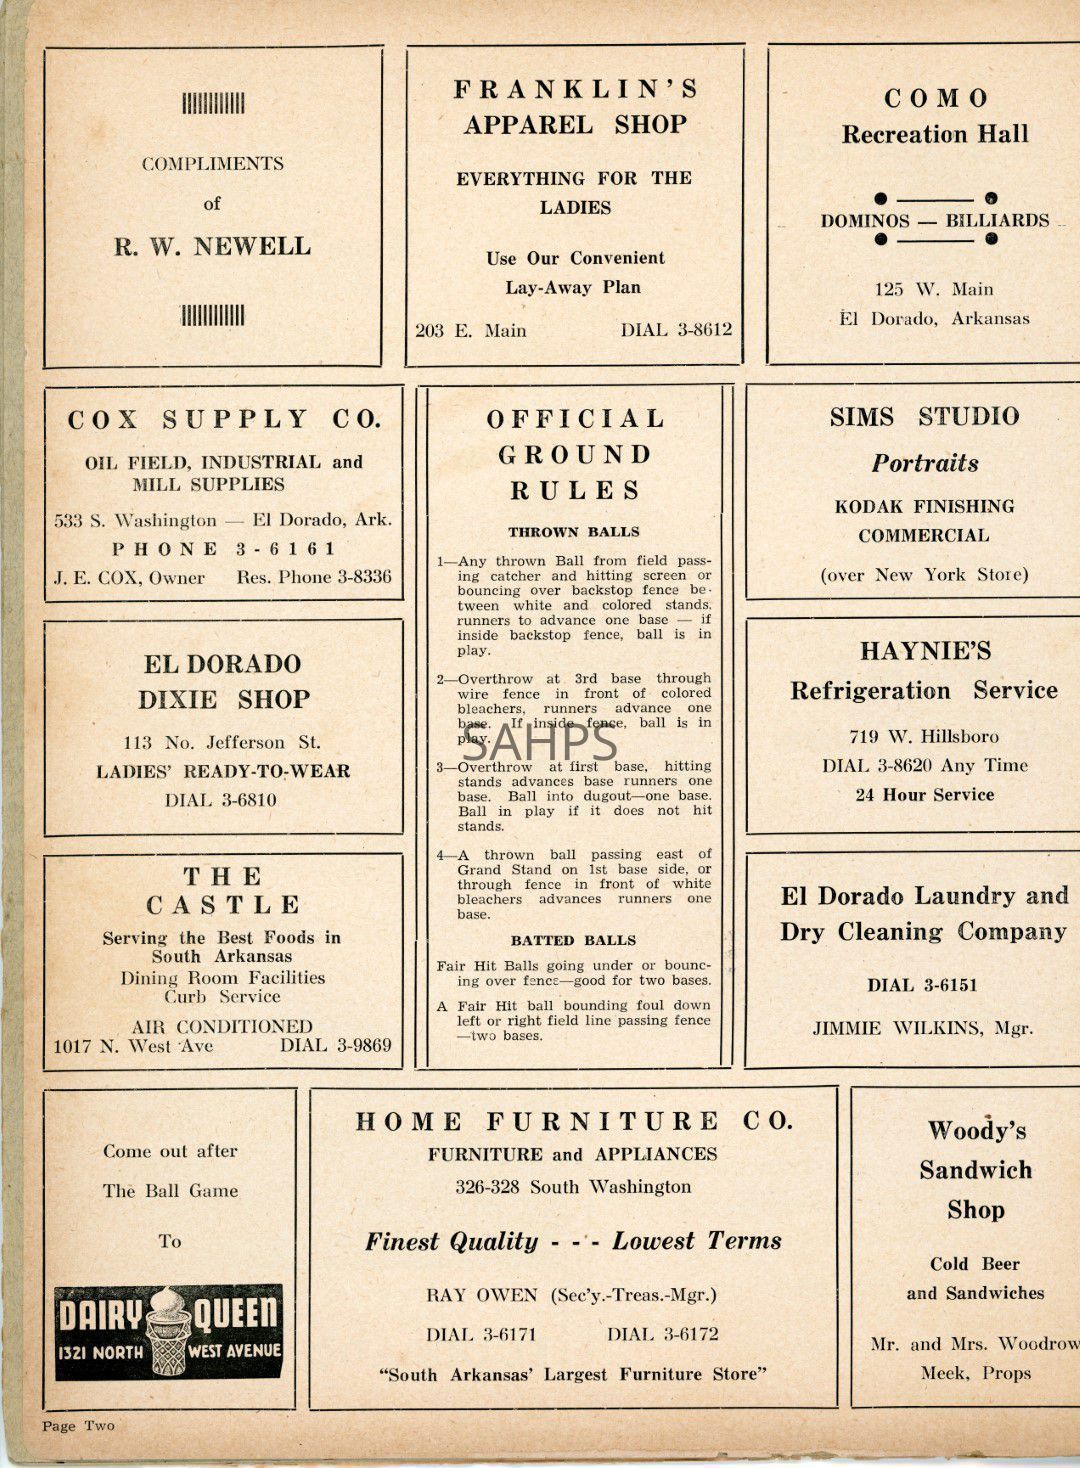 COMPLIMENTS
of
R. W. NEWELL
FRANKLIN'S
APPAREL SHOP
EVERYTHING FOR THE
LADIES
Use Our Convenient
Lay-Away Plan
203 E. Main DIAL 3-8612
COMO
Recreation Hall
DOMINOS — BILLIARDS
125 W. Main
El Dorado, Arkansas
COX SUPPLY CO.
OIL FIELD, INDUSTRIAL and
MILL SUPPLIES
533 S. Washington — El Dorado, Ark.
PHONE 3-6161
J. E. COX, Owner Res. Phone 3-8336
EL DORADO
DIXIE SHOP
113 No. Jefferson St.
LADIES' READY-TO-WEAR
DIAL 3-6810
THE
CASTLE
Serving the Best Foods in
South Arkansas
Dining Room Facilities
Curb Service
AIR CONDITIONED
1017 N. West Ave DIAL 3-9869
OFFICIAL
GROUND
RULES
THROWN BALLS
1—Any thrown Ball from field pass-
ing catcher and hitting screen or
bouncing over backstop fence be-
tween white and colored stands,
runners to advance one base — if
inside backstop fence, ball is in
play.
2—Overthrow at 3rd base through
wire fence in front of colored
bleachers, runners advance one
base. If inside fence, ball is in
play.
SAHPS
3—Overthrow at first base, hitting
stands advances base runners one
base. Ball into dugout—one base.
Ball in play if it does not hit
stands.
4—A thrown ball passing east of
Grand Stand on 1st base side, or
through fence in front of white
bleachers advances runners one
base.
BATTED BALLS
Fair Hit Balls going under or bounc-
ing over fence—good for two bases.
A Fair Hit ball bounding foul down
left or right field line passing fence
—two bases.
SIMS STUDIO
Portraits
KODAK FINISHING
COMMERCIAL
(over New York Store)
HAYNIE'S
Refrigeration Service
719 W. Hillsboro
DIAL 3-8620 Any Time
24 Hour Service
El Dorado Laundry and
Dry Cleaning Company
DIAL 3-6151
JIMMIE WILKINS, Mgr.
Come out after
The Ball Game
To
DAIRY QUEEN
1321 NORTH WEST AVENUE
HOME FURNITURE CO.
FURNITURE and APPLIANCES
326-328 South Washington
Finest Quality - - - Lowest Terms
RAY OWEN (Sec'y.-Treas.-Mgr.)
DIAL 3-6171 DIAL 3-6172
"South Arkansas' Largest Furniture Store"
Woody's
Sandwich
Shop
Cold Beer
and Sandwiches
Mr. and Mrs. Woodrow
Meek, Props
Page Two